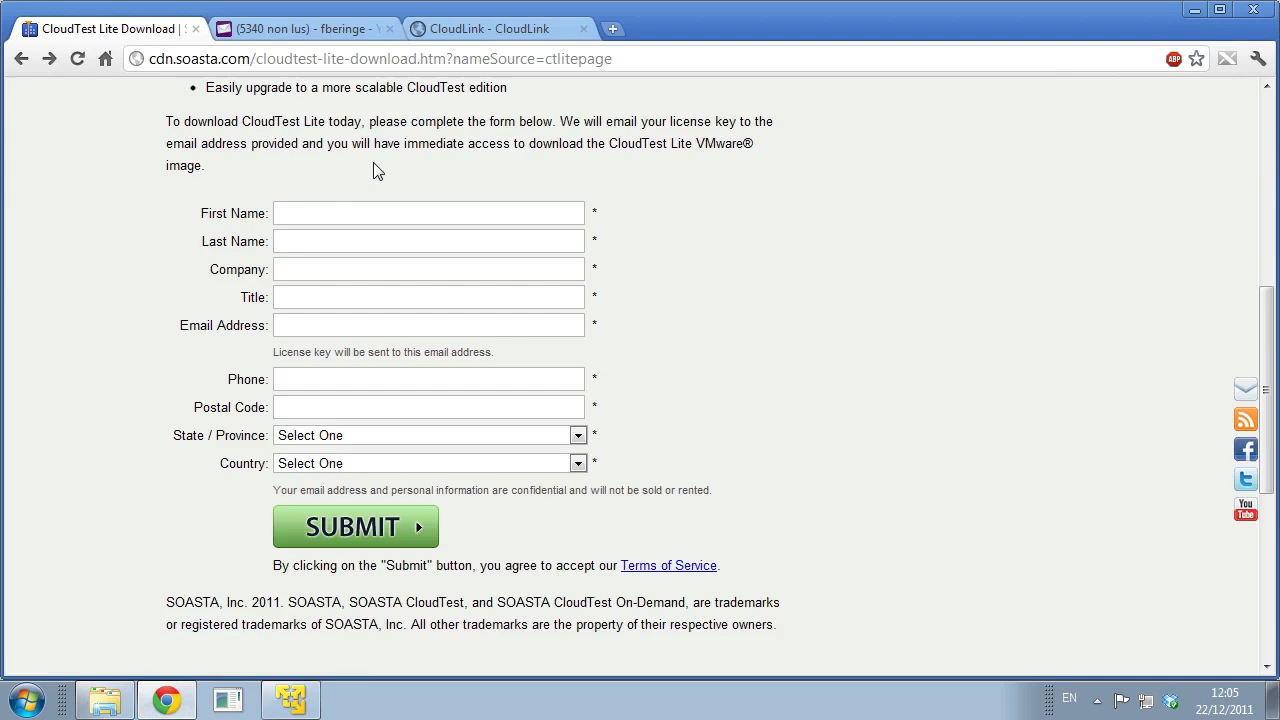 CloudTest Lite Download | S
(5340 non lus) - fberinge - Y
CloudLink - CloudLink
cdn.soasta.com/cloudtest-lite-download.htm?nameSource=ctlitepage
ABP
• Easily upgrade to a more scalable CloudTest edition
To download CloudTest Lite today, please complete the form below. We will email your license key to the
email address provided and you will have immediate access to download the CloudTest Lite VMware®
image.
First Name: *
Last Name: *
Company: *
Title: *
Email Address: *
License key will be sent to this email address.
Phone: *
Postal Code: *
State / Province: Select One *
Country: Select One *
Your email address and personal information are confidential and will not be sold or rented.
SUBMIT
By clicking on the "Submit" button, you agree to accept our Terms of Service.
SOASTA, Inc. 2011. SOASTA, SOASTA CloudTest, and SOASTA CloudTest On-Demand, are trademarks
or registered trademarks of SOASTA, Inc. All other trademarks are the property of their respective owners.
You
Tube
EN
12:05
22/12/2011